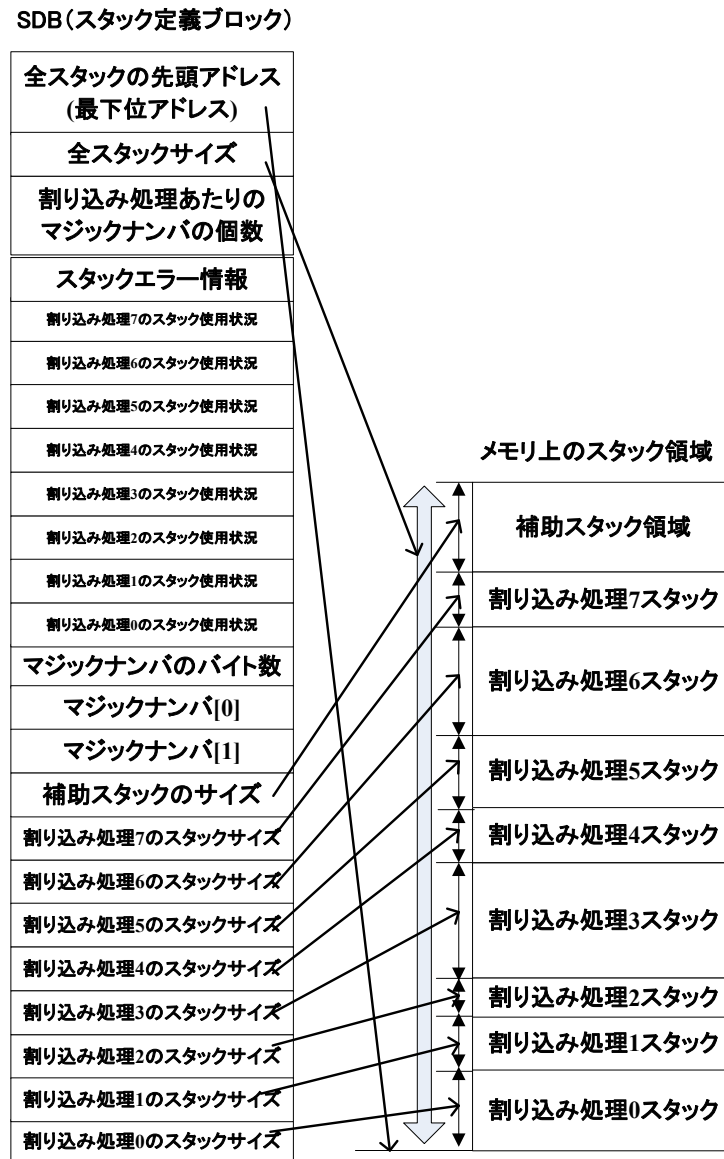 SDB（スタック定義ブロック）
全スタックの先頭アドレス
(最下位アドレス)
全スタックサイズ
割り込み処理あたりの
マジックナンバの個数
スタックエラー情報
割り込み処理7のスタック使用状況
割り込み処理6のスタック使用状況
割り込み処理5のスタック使用状況
割り込み処理4のスタック使用状況
割り込み処理3のスタック使用状況
割り込み処理2のスタック使用状況
割り込み処理1のスタック使用状況
割り込み処理0のスタック使用状況
マジックナンバのバイト数
マジックナンバ[0]
マジックナンバ[1]
補助スタックのサイズ
割り込み処理7のスタックサイズ
割り込み処理6のスタックサイズ
割り込み処理5のスタックサイズ
割り込み処理4のスタックサイズ
割り込み処理3のスタックサイズ
割り込み処理2のスタックサイズ
割り込み処理1のスタックサイズ
割り込み処理0のスタックサイズ
メモリ上のスタック領域
補助スタック領域
割り込み処理7スタック
割り込み処理6スタック
割り込み処理5スタック
割り込み処理4スタック
割り込み処理3スタック
割り込み処理2スタック
割り込み処理1スタック
割り込み処理0スタック